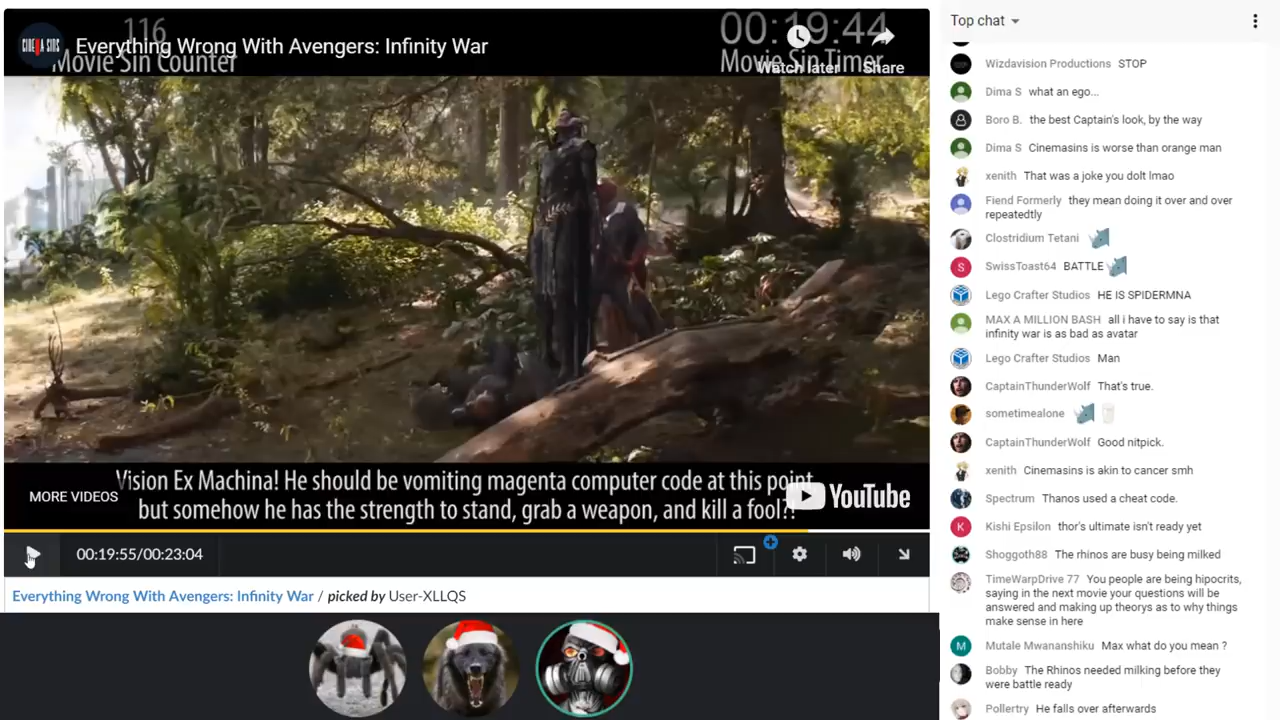 116
00:19:44
CINEMA SINS
Everything Wrong With Avengers: Infinity War
Movie Sin Counter
Movie Sin Timer
Watch later
Share
Vision Ex Machina! He should be vomiting magenta computer code at this point
but somehow he has the strength to stand, grab a weapon, and kill a fool?!
MORE VIDEOS
YouTube
00:19:55/00:23:04
Everything Wrong With Avengers: Infinity War / picked by User-XLLQS
Top chat
Wizdavision Productions STOP
Dima S what an ego...
Boro B. the best Captain's look, by the way
Dima S Cinemasins is worse than orange man
xenith That was a joke you dolt lmao
Fiend Formerly they mean doing it over and over
repeatedly
Clostridium Tetani
S SwissToast64 BATTLE
Lego Crafter Studios HE IS SPIDERMNA
MAX A MILLION BASH all i have to say is that
infinity war is as bad as avatar
Lego Crafter Studios Man
CaptainThunderWolf That's true.
sometimealone
CaptainThunderWolf Good nitpick.
xenith Cinemasins is akin to cancer smh
Spectrum Thanos used a cheat code.
K Kishi Epsilon thor's ultimate isn't ready yet
Shoggoth88 The rhinos are busy being milked
TimeWarpDrive 77 You people are being hipocrits,
saying in the next movie your questions will be
answered and making up theorys as to why things
make sense in here
M Mutale Mwananshiku Max what do you mean ?
Bobby The Rhinos needed milking before they
were battle ready
Pollertry He falls over afterwards